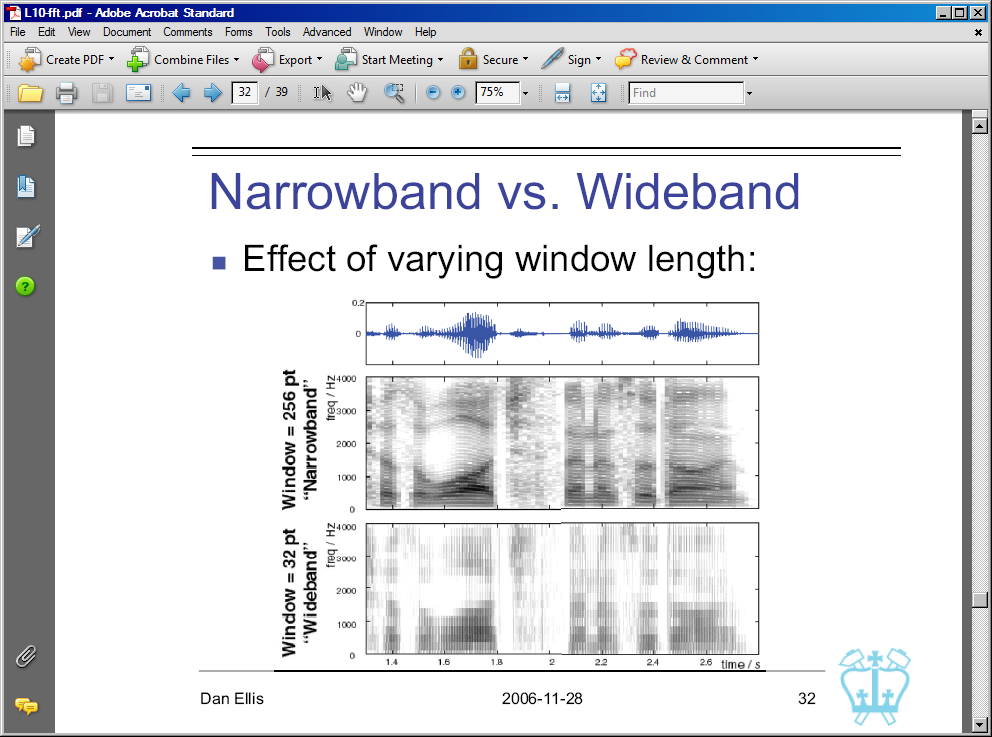 L10-fft.pdf - Adobe Acrobat Standard
File Edit View Document Comments Forms Tools Advanced Window Help
Create PDF Combine Files Export Start Meeting Secure Sign Review & Comment
32 / 39 75% Find
Narrowband vs. Wideband
Effect of varying window length:
0.2
0
Window = 256 pt
"Narrowband"
freq / Hz
4000
3000
2000
1000
0
Window = 32 pt
"Wideband"
freq / Hz
4000
3000
2000
1000
0
1.4 1.6 1.8 2 2.2 2.4 2.6 time / s
Dan Ellis 2006-11-28 32